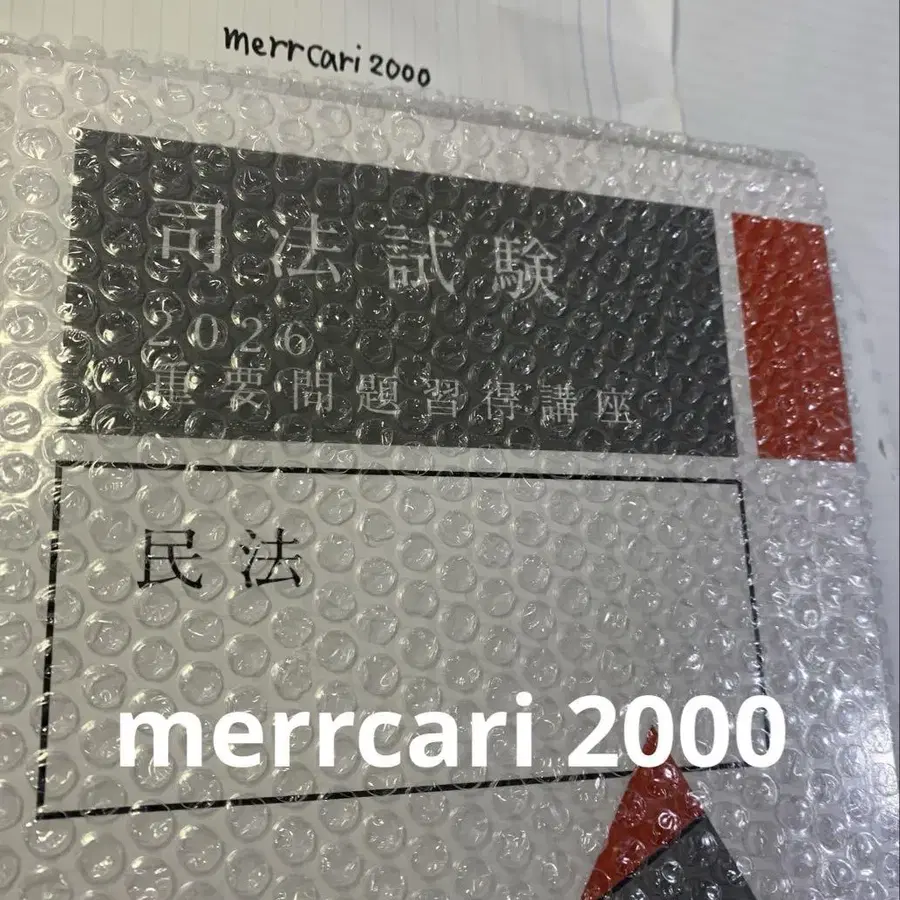 merrcari 2000
司法試験
2026
重要問題習得講座
民法
merrcari 2000